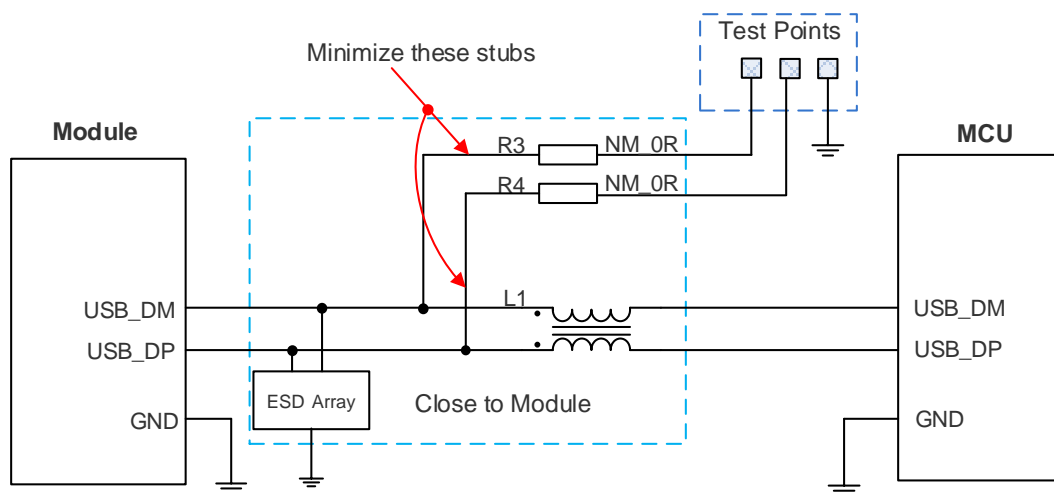 Test Points
Minimize these stubs
Module
MCU
R3
NM_0R
R4
NM_0R
USB_DM
L1
USB_DM
USB_DP
USB_DP
ESD Array
Close to Module
GND
GND